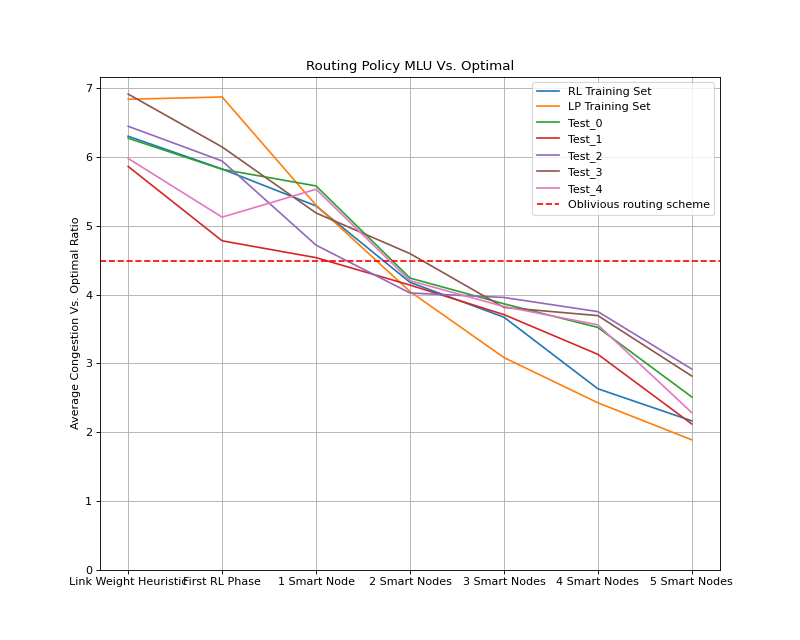 Routing Policy MLU Vs. Optimal
RL Training Set
LP Training Set
Test_0
Test_1
Test_2
Test_3
Test_4
Oblivious routing scheme
Average Congestion Vs. Optimal Ratio
7
6
5
4
3
2
1
0
Link Weight Heuristic First RL Phase 1 Smart Node 2 Smart Nodes 3 Smart Nodes 4 Smart Nodes 5 Smart Nodes